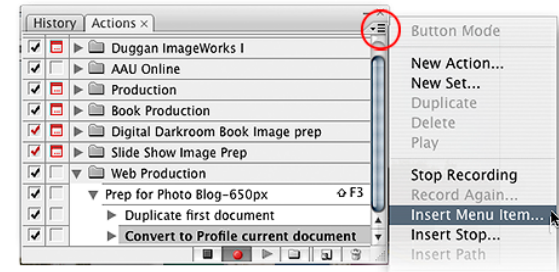 History
Actions ×
Duggan ImageWorks I
AAU Online
Production
Book Production
Digital Darkroom Book Image prep
Slide Show Image Prep
Web Production
Prep for Photo Blog-650px ⇧F3
Duplicate first document
Convert to Profile current document
Button Mode
New Action...
New Set...
Duplicate
Delete
Play
Stop Recording
Record Again...
Insert Menu Item...
Insert Stop...
Insert Path